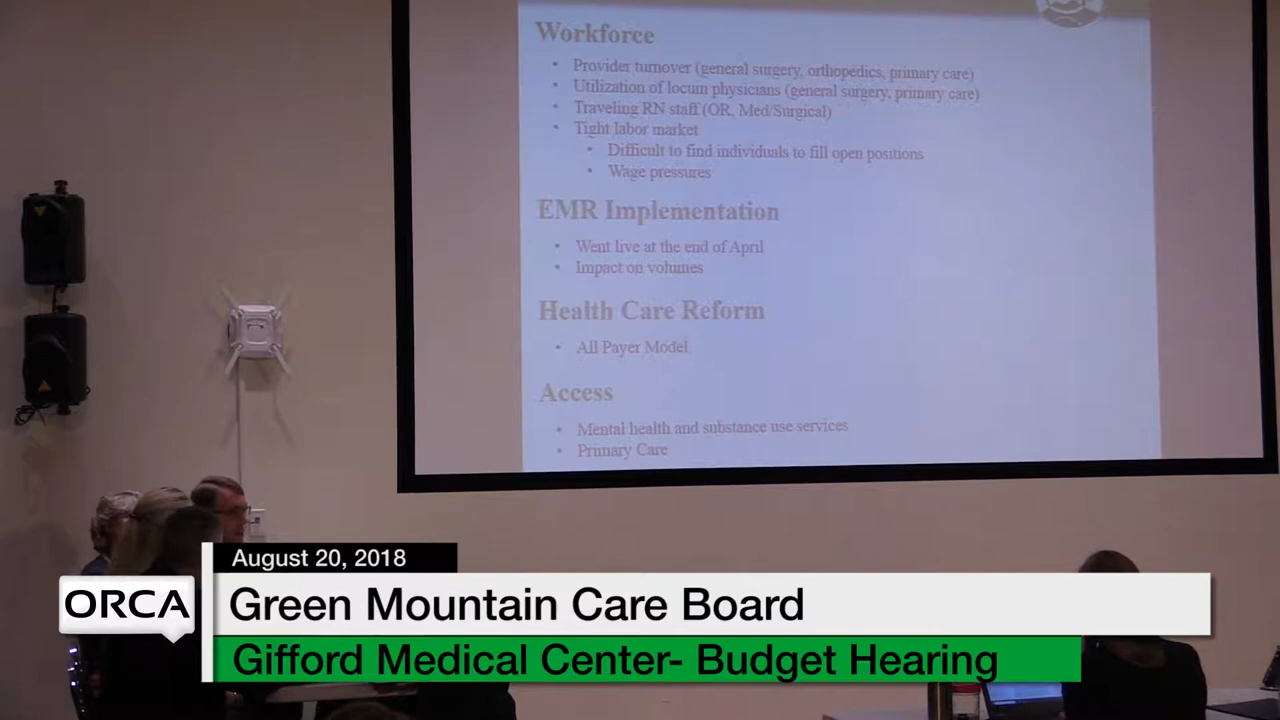 Workforce
• Provider turnover (general surgery, orthopedics, primary care)
• Utilization of locum physicians (general surgery, primary care)
• Traveling RN staff (OR, Med/Surgical)
• Tight labor market
• Difficult to find individuals to fill open positions
• Wage pressures
EMR Implementation
• Went live at the end of April
• Impact on volumes
Health Care Reform
• All Payer Model
Access
• Mental health and substance use services
• Primary Care
August 20, 2018
ORCA
Green Mountain Care Board
Gifford Medical Center- Budget Hearing